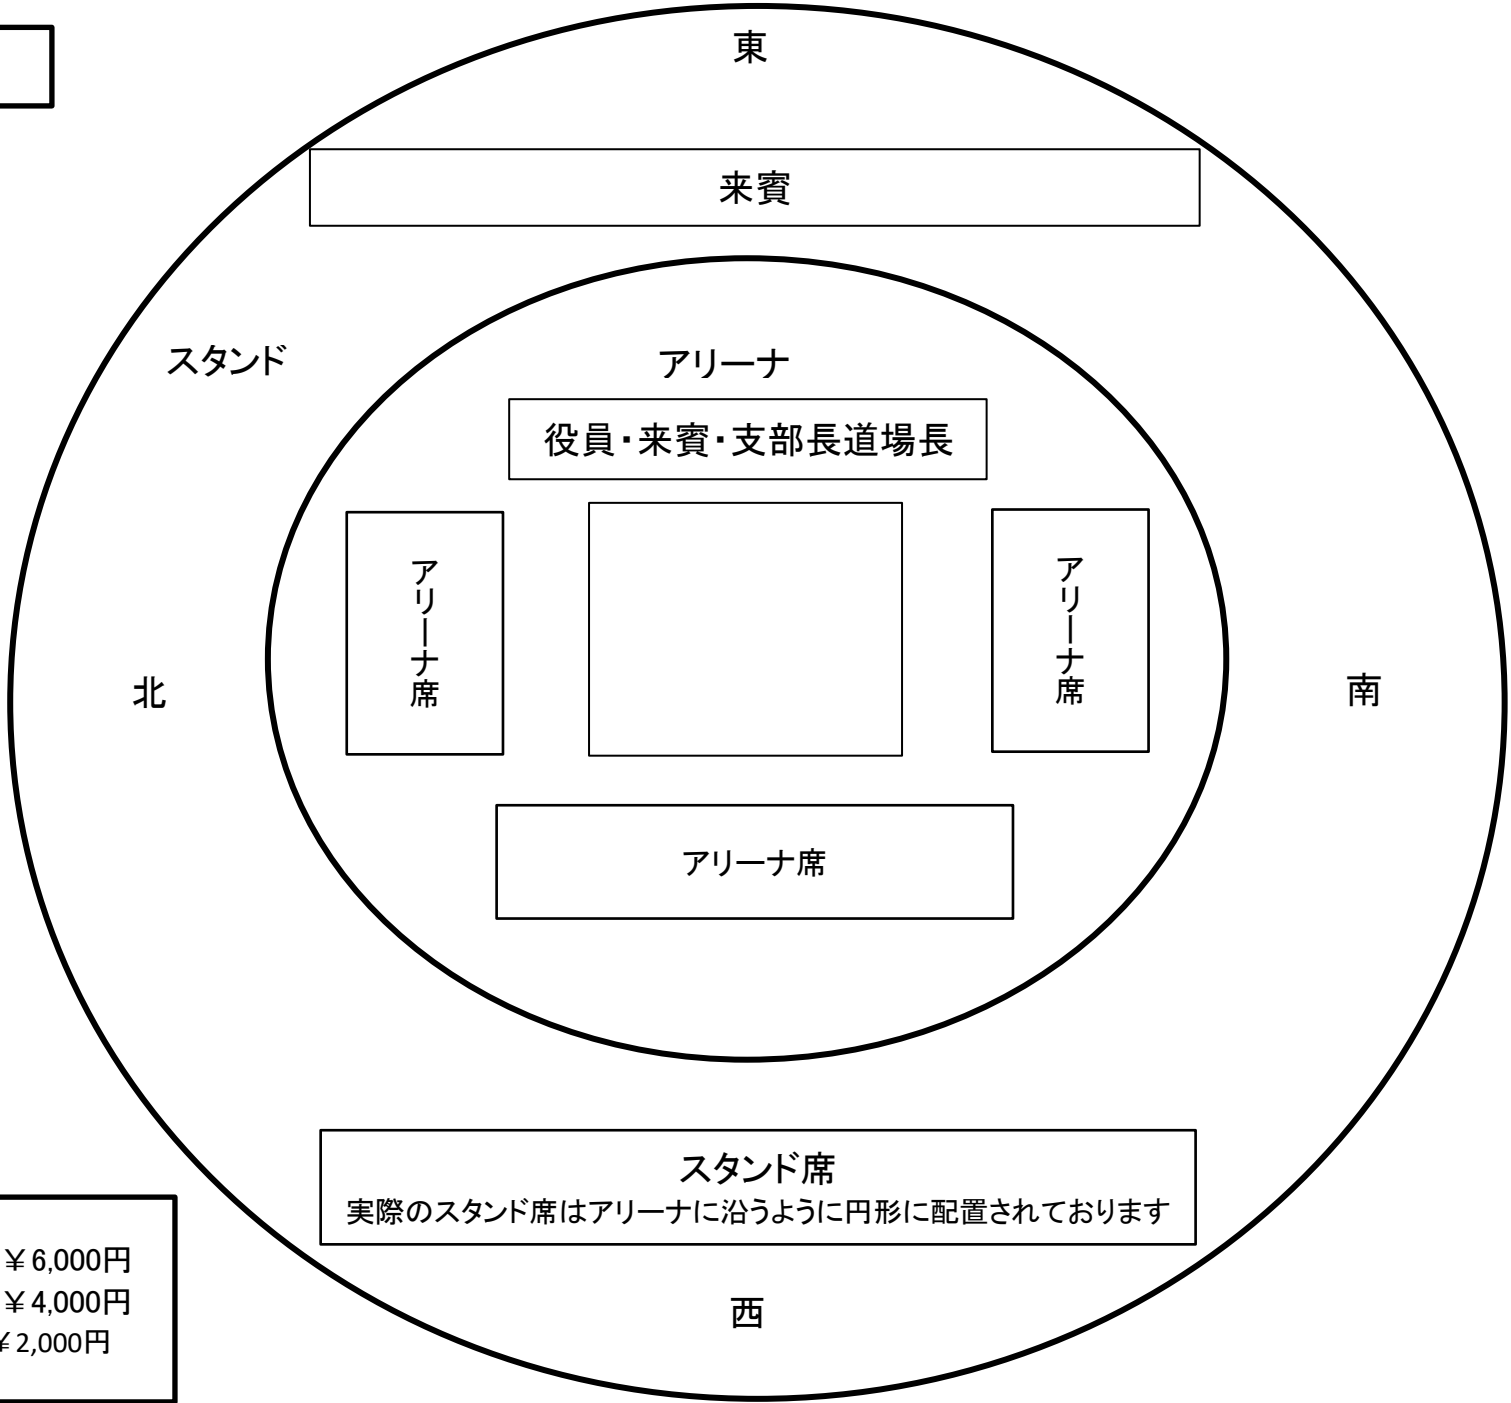 東
来賓
スタンド
アリーナ
役員・来賓・支部長道場長
アリーナ席
アリーナ席
北
南
アリーナ席
スタンド席
実際のスタンド席はアリーナに沿うように円形に配置されております
￥6,000円
￥4,000円
¥2,000円
西